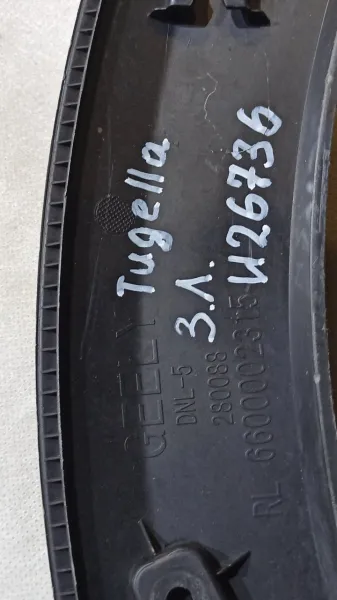 Tugella
З.Л.
И26736
GEELY
DNL-5
280088
RL 6600002315